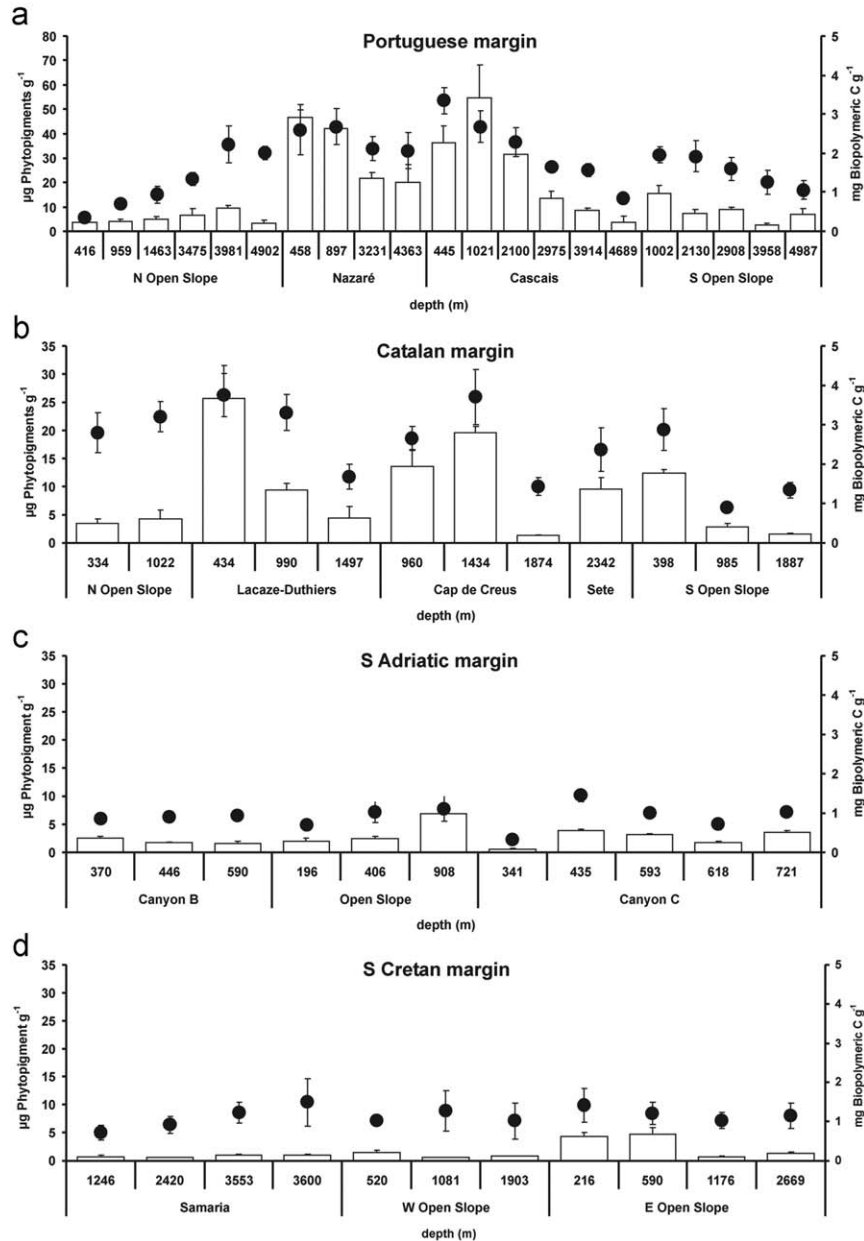 a
Portuguese margin
µg Phytopigments g-1
80
70
60
50
40
30
20
10
0
5
4
3
2
1
0
mg Biopolymeric C g-1
416 959 1463 3475 3981 4902 458 897 3231 4363 445 1021 2100 2975 3914 4689 1002 2130 2908 3958 4987
N Open Slope Nazaré Cascais S Open Slope
depth (m)
b
Catalan margin
µg Phytopigments g-1
35
30
25
20
15
10
5
0
5
4
3
2
1
0
mg Biopolymeric C g-1
334 1022 434 990 1497 960 1434 1874 2342 398 985 1887
N Open Slope Lacaze-Duthiers Cap de Creus Sete S Open Slope
depth (m)
c
S Adriatic margin
µg Phytopigment g-1
35
30
25
20
15
10
5
0
5
4
3
2
1
0
mg Bipolymeric C g-1
370 446 590 196 406 908 341 435 593 618 721
Canyon B Open Slope Canyon C
depth (m)
d
S Cretan margin
µg Phytopigment g-1
35
30
25
20
15
10
5
0
5
4
3
2
1
0
mg Biopolymeric C g-1
1246 2420 3553 3600 520 1081 1903 216 590 1176 2669
Samaria W Open Slope E Open Slope
depth (m)